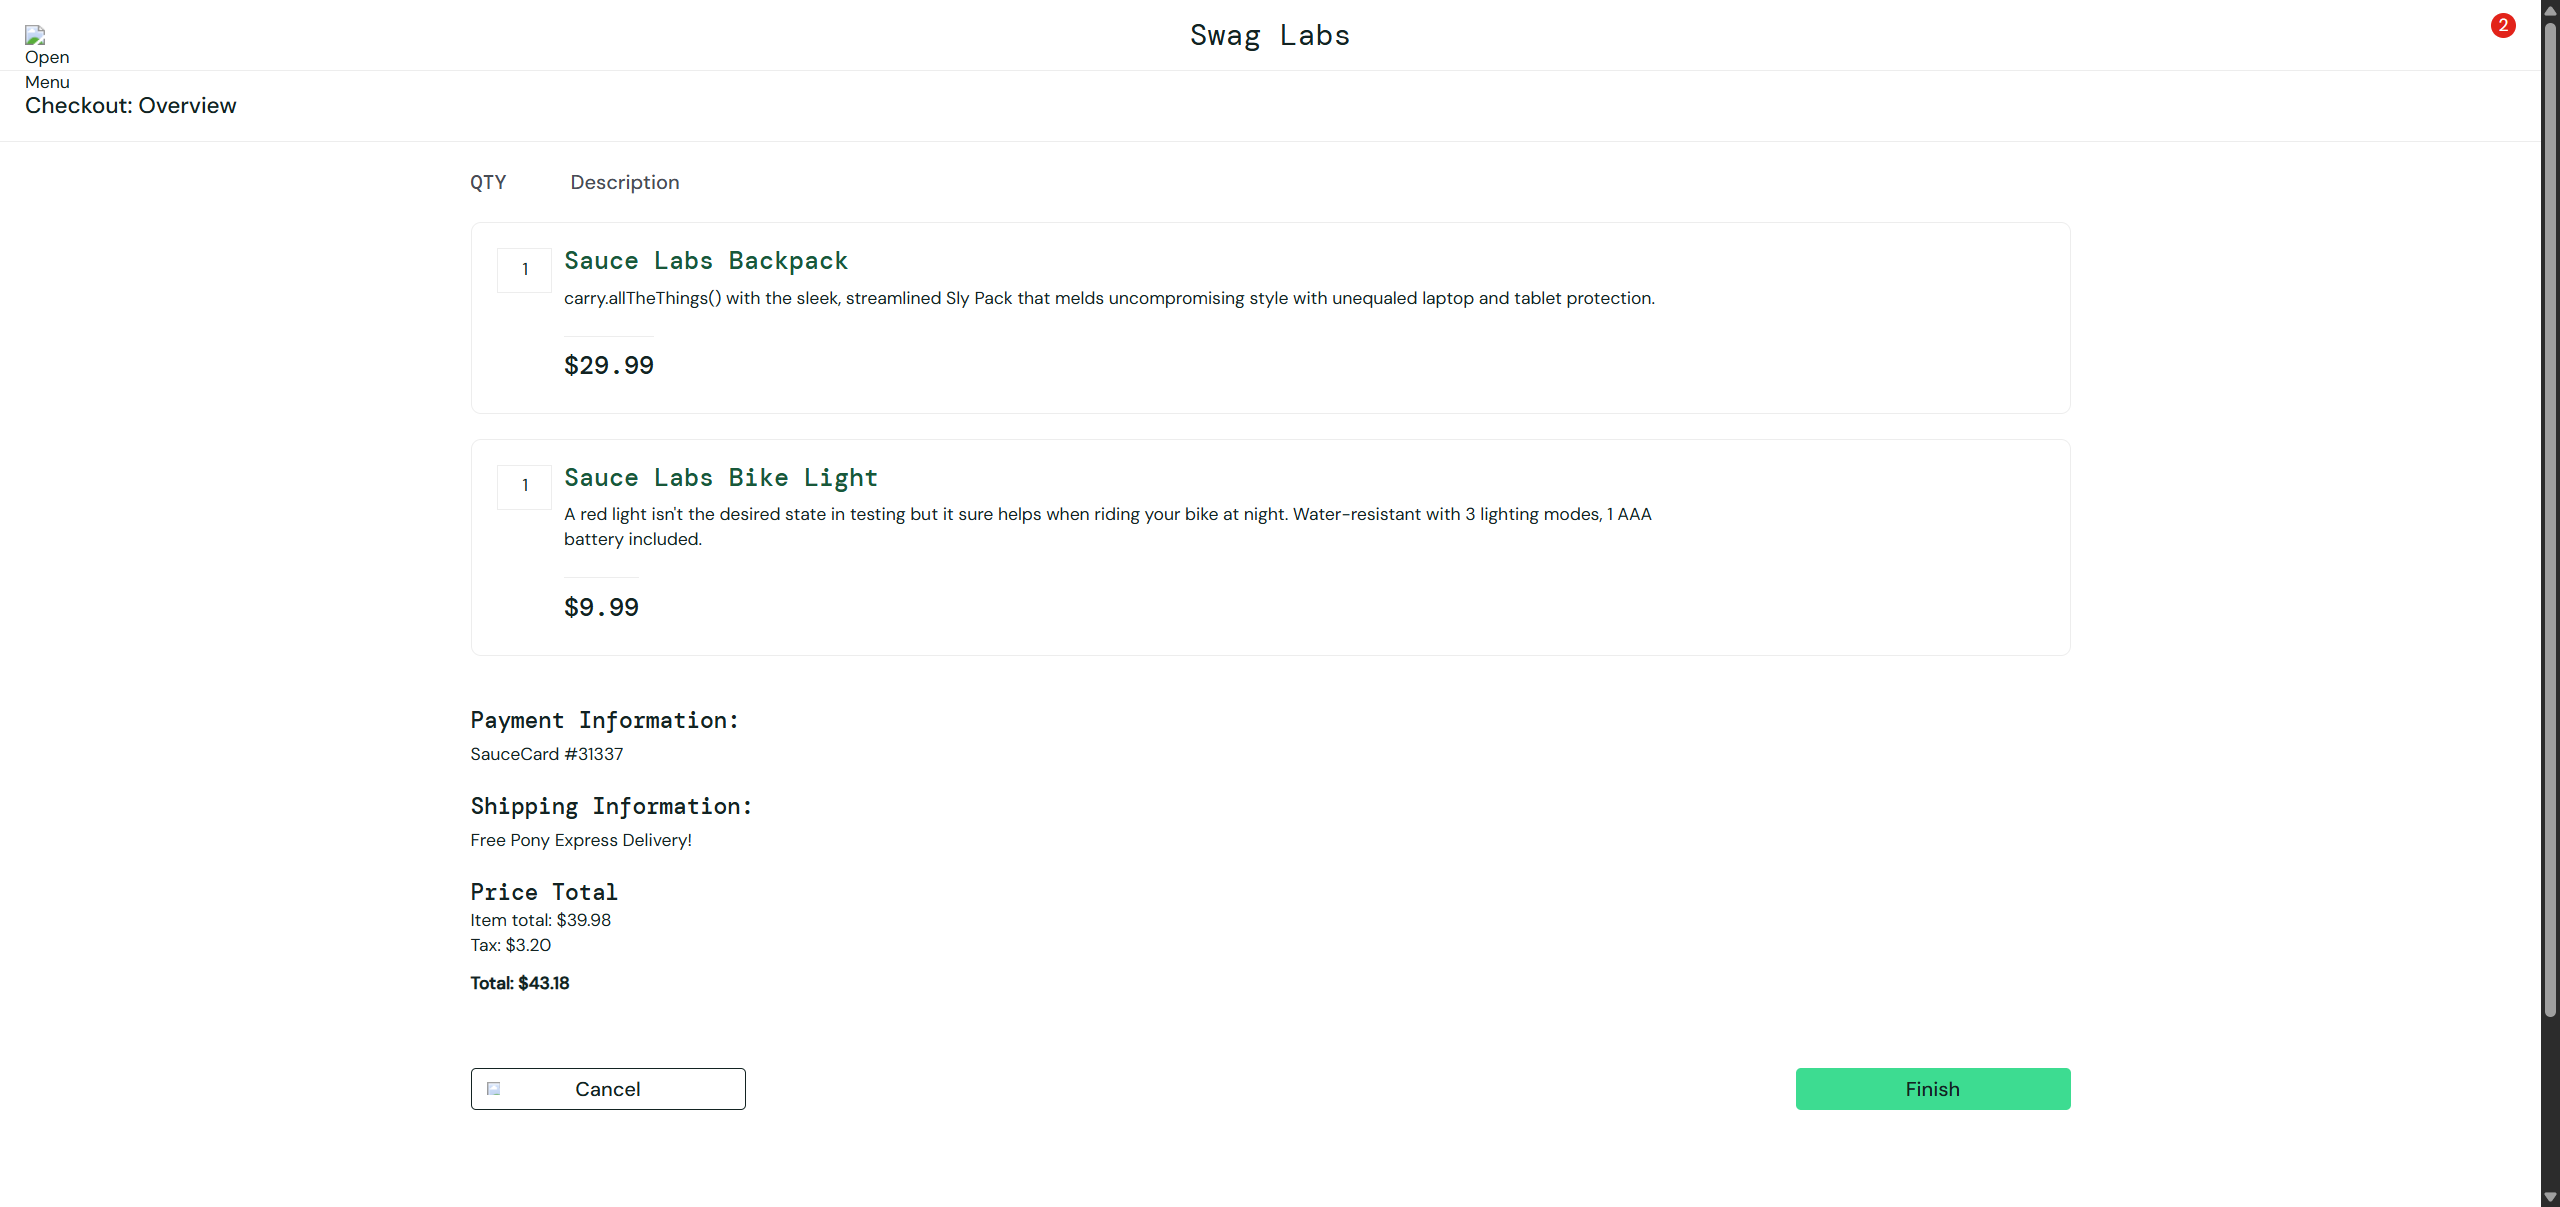 Open
Menu
Swag Labs
2
Checkout: Overview
QTY Description
1 Sauce Labs Backpack
carry.allTheThings() with the sleek, streamlined Sly Pack that melds uncompromising style with unequaled laptop and tablet protection.
$29.99
1 Sauce Labs Bike Light
A red light isn't the desired state in testing but it sure helps when riding your bike at night. Water-resistant with 3 lighting modes, 1 AAA
battery included.
$9.99
Payment Information:
SauceCard #31337
Shipping Information:
Free Pony Express Delivery!
Price Total
Item total: $39.98
Tax: $3.20
Total: $43.18
Cancel Finish